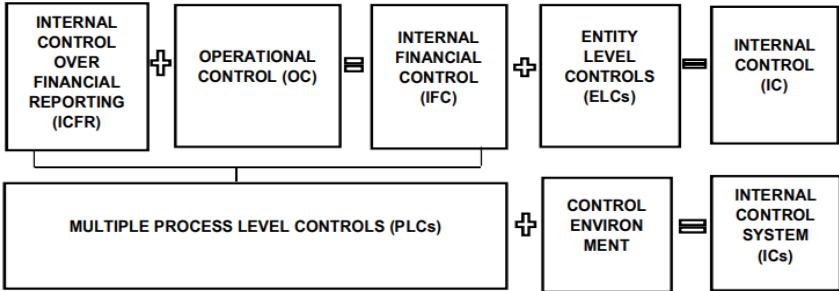 INTERNAL
CONTROL
OVER
FINANCIAL
REPORTING
(ICFR)
OPERATIONAL
CONTROL (OC)
INTERNAL
FINANCIAL
CONTROL
(IFC)
ENTITY
LEVEL
CONTROLS
(ELCs)
INTERNAL
CONTROL
(IC)
MULTIPLE PROCESS LEVEL CONTROLS (PLCs)
CONTROL
ENVIRON
MENT
INTERNAL
CONTROL
SYSTEM
(ICs)